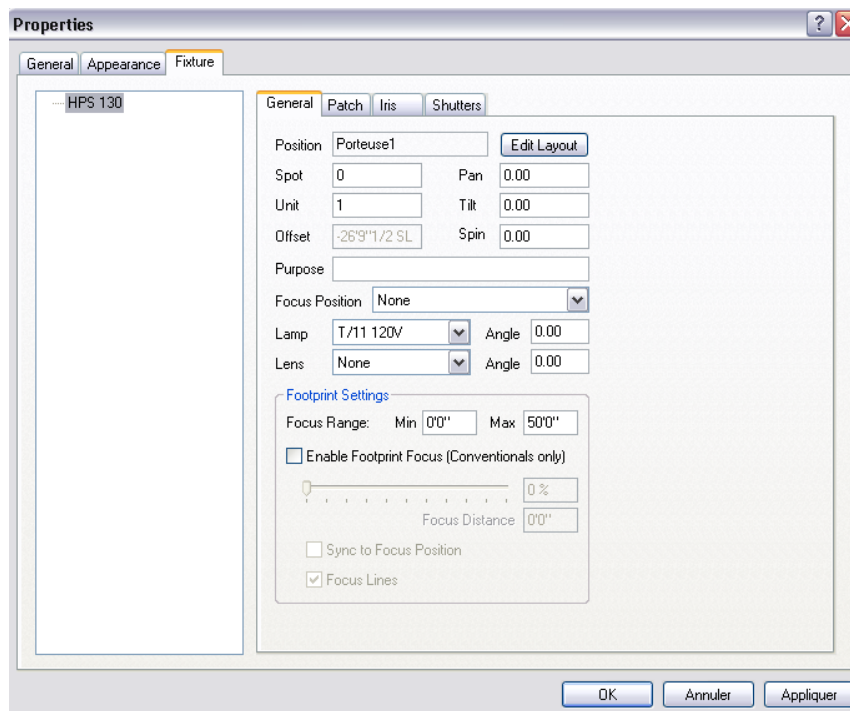 Properties
General Appearance Fixture
HPS 130
General Patch Iris Shutters
Position Porteuse1 Edit Layout
Spot 0 Pan 0.00
Unit 1 Tilt 0.00
Offset -26'9"1/2 SL Spin 0.00
Purpose
Focus Position None
Lamp T/11 120V Angle 0.00
Lens None Angle 0.00
Footprint Settings
Focus Range: Min 0'0" Max 50'0"
Enable Footprint Focus (Conventionals only)
0 %
Focus Distance 0'0"
Sync to Focus Position
Focus Lines
OK Annuler Appliquer